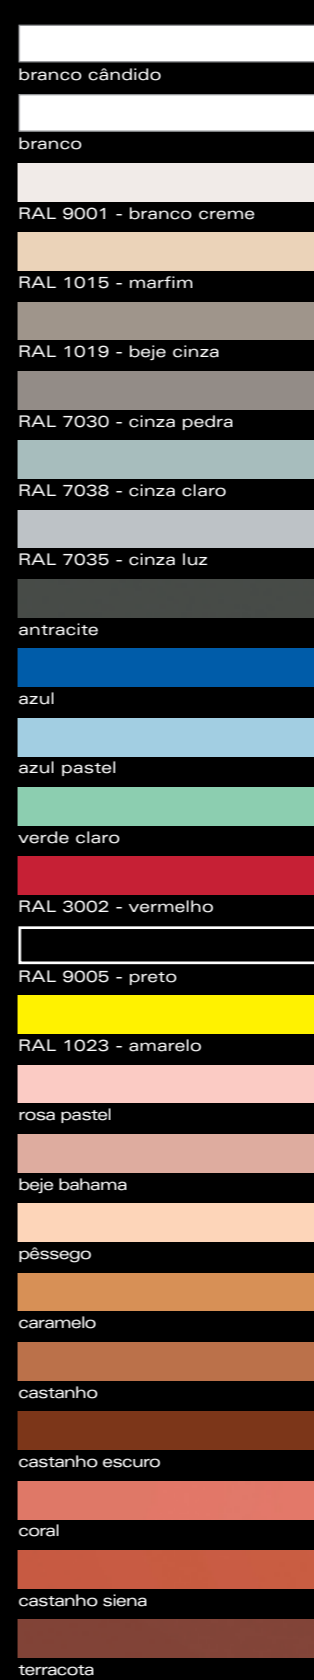 branco cândido
branco
RAL 9001 - branco creme
RAL 1015 - marfim
RAL 1019 - beje cinza
RAL 7030 - cinza pedra
RAL 7038 - cinza claro
RAL 7035 - cinza luz
antracite
azul
azul pastel
verde claro
RAL 3002 - vermelho
RAL 9005 - preto
RAL 1023 - amarelo
rosa pastel
beje bahama
pêssego
caramelo
castanho
castanho escuro
coral
castanho siena
terracota